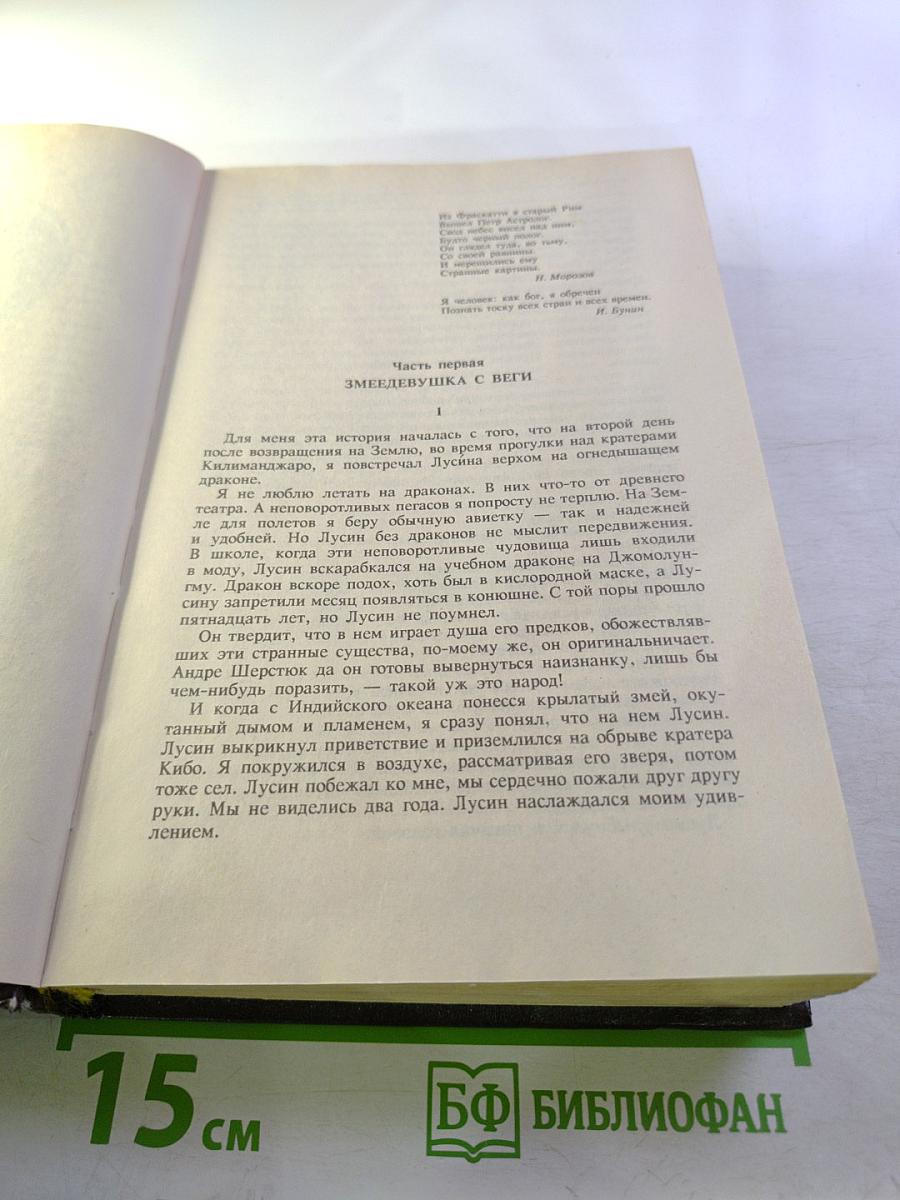 Из Фраскатти в старый Рим
Вышел Петр Астролог.
Свод небес висел над ним,
Будто черный полог.
Он глядел туда, во тьму,
Со своей равнины.
И мерещились ему
Странные картины.
Н. Морозов
Я человек: как бог, я обречен
Познать тоску всех стран и всех времен.
И. Бунин
Часть первая
ЗМЕЕДЕВУШКА С ВЕГИ
1
Для меня эта история началась с того, что на второй день
после возвращения на Землю, во время прогулки над кратерами
Килиманджаро, я повстречал Луси́на верхом на огнедышащем
драконе.
Я не люблю летать на драконах. В них что-то от древнего
театра. А неповоротливых пегасов я попросту не терплю. На Зем-
ле для полетов я беру обычную авиетку — так и надежней
и удобней. Но Лусин без драконов не мыслит передвижения.
В школе, когда эти неповоротливые чудовища лишь входили
в моду, Лусин вскарабкался на учебном драконе на Джомолун-
гму. Дракон вскоре подох, хоть был в кислородной маске, а Лу-
сину запретили месяц появляться в конюшне. С той поры прошло
пятнадцать лет, но Лусин не поумнел.
Он твердит, что в нем играет душа его предков, обожествляв-
ших эти странные существа, по-моему же, он оригинальничает.
Андре Шерстюк да он готовы вывернуться наизнанку, лишь бы
чем-нибудь поразить, — такой уж это народ!
И когда с Индийского океана понесся крылатый змей, оку-
танный дымом и пламенем, я сразу понял, что на нем Лусин.
Лусин выкрикнул приветствие и приземлился на обрыве кратера
Кибо. Я покружился в воздухе, рассматривая его зверя, потом
тоже сел. Лусин побежал ко мне, мы сердечно пожали друг другу
руки. Мы не виделись два года. Лусин наслаждался моим удив-
лением.
15 см
БФ БИБЛИОФАН